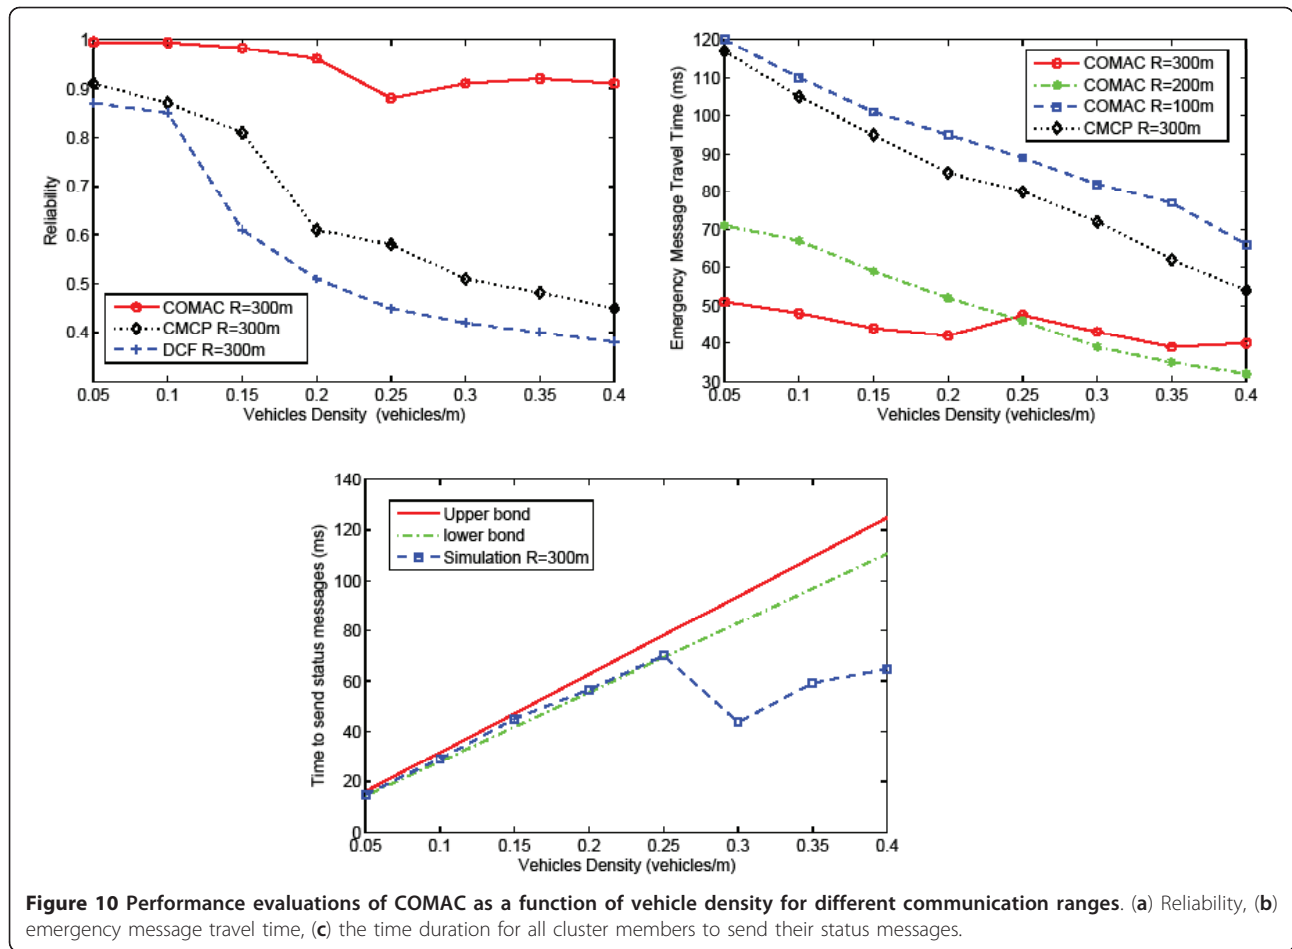 1
0.9
0.8
0.7
0.6
0.5
0.4
Reliability
COMAC R=300m
CMCP R=300m
DCF R=300m
0.05 0.1 0.15 0.2 0.25 0.3 0.35 0.4
Vehicles Density (vehicles/m)
120
110
100
90
80
70
60
50
40
30
Emergency Message Travel Time (ms)
COMAC R=300m
COMAC R=200m
COMAC R=100m
CMCP R=300m
0.05 0.1 0.15 0.2 0.25 0.3 0.35 0.4
Vehicles Density (vehicles/m)
140
120
100
80
60
40
20
0
Time to send status messages (ms)
Upper bond
lower bond
Simulation R=300m
0.05 0.1 0.15 0.2 0.25 0.3 0.35 0.4
Vehicles Density (vehicles/m)
Figure 10 Performance evaluations of COMAC as a function of vehicle density for different communication ranges. (a) Reliability, (b)
emergency message travel time, (c) the time duration for all cluster members to send their status messages.